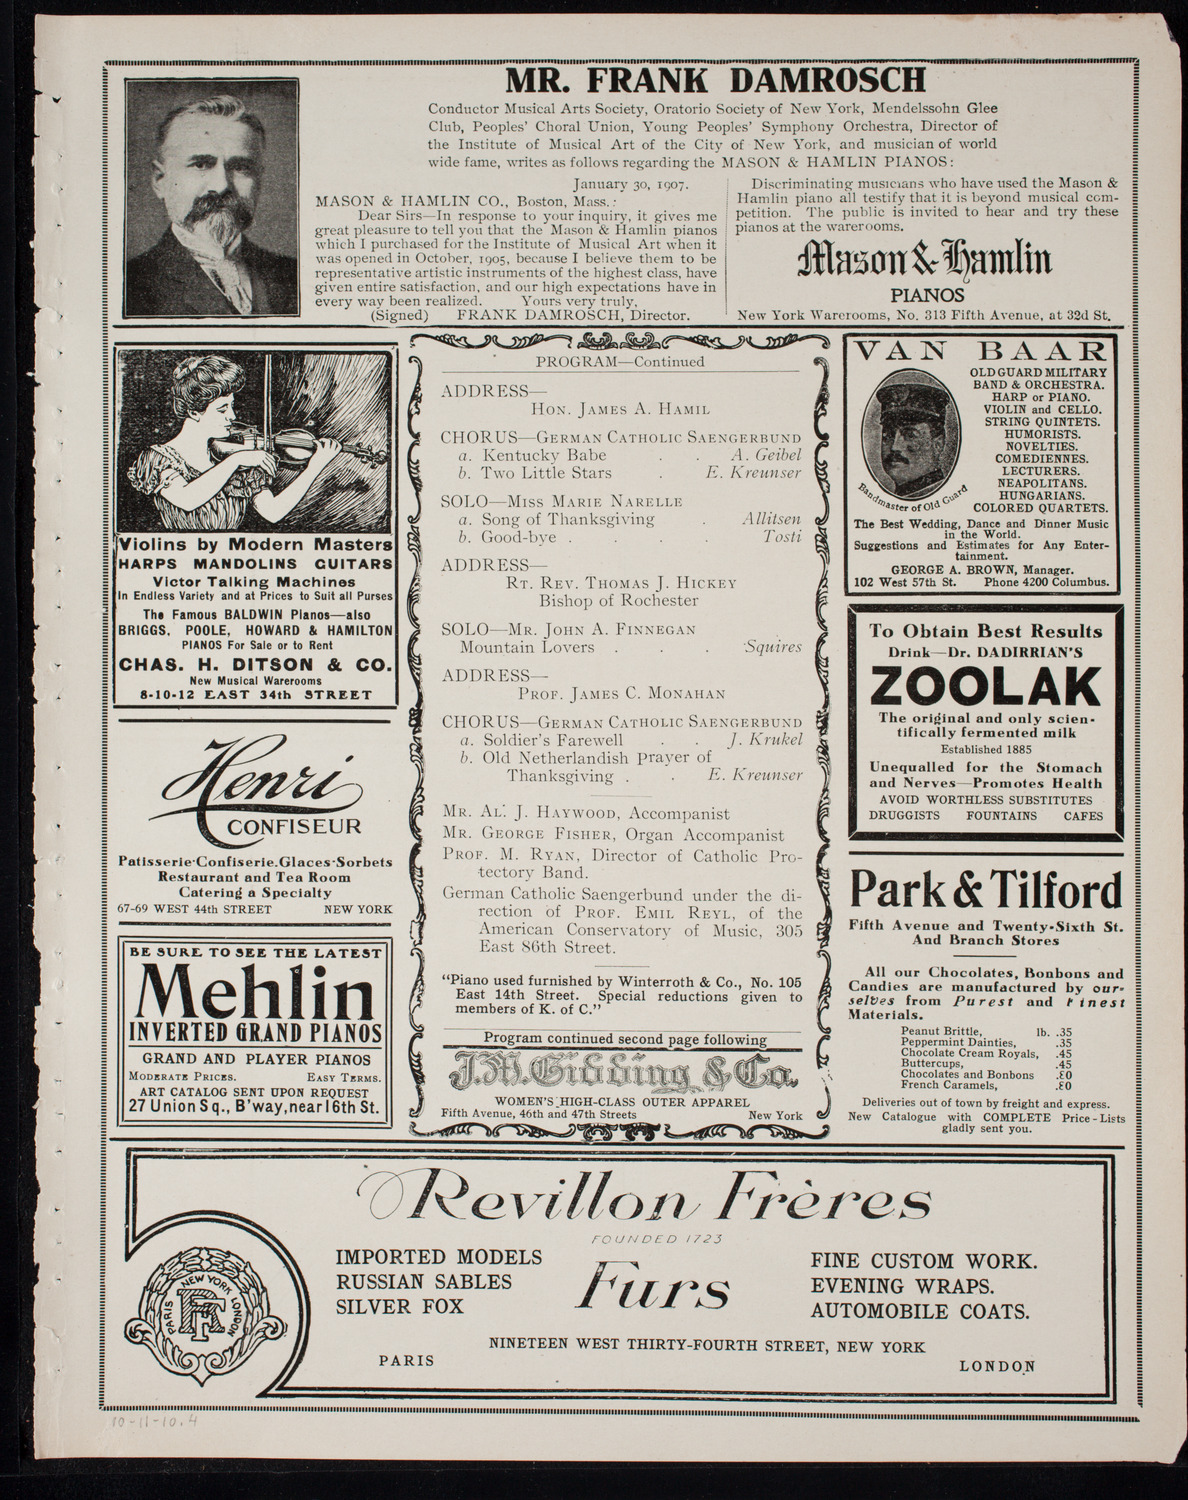 MR. FRANK DAMROSCH
Conductor Musical Arts Society, Oratorio Society of New York, Mendelssohn Glee
Club, Peoples' Choral Union, Young Peoples' Symphony Orchestra, Director of
the Institute of Musical Art of the City of New York, and musician of world
wide fame, writes as follows regarding the MASON & HAMLIN PIANOS:
January 30, 1907.
MASON & HAMLIN CO., Boston, Mass.:
Dear Sirs—In response to your inquiry, it gives me
great pleasure to tell you that the Mason & Hamlin pianos
which I purchased for the Institute of Musical Art when it
was opened in October, 1905, because I believe them to be
representative artistic instruments of the highest class, have
given entire satisfaction, and our high expectations have in
every way been realized. Yours very truly,
(Signed) FRANK DAMROSCH, Director.
Discriminating musicians who have used the Mason &
Hamlin piano all testify that it is beyond musical com-
petition. The public is invited to hear and try these
pianos at the warerooms.
Mason & Hamlin
PIANOS
New York Warerooms, No. 313 Fifth Avenue, at 32d St.
Violins by Modern Masters
HARPS MANDOLINS GUITARS
Victor Talking Machines
In Endless Variety and at Prices to Suit all Purses
The Famous BALDWIN Pianos—also
BRIGGS, POOLE, HOWARD & HAMILTON
PIANOS For Sale or to Rent
CHAS. H. DITSON & CO.
New Musical Warerooms
8-10-12 EAST 34th STREET
Henri
CONFISEUR
Patisserie-Confiserie.Glaces-Sorbets
Restaurant and Tea Room
Catering a Specialty
67-69 WEST 44th STREET NEW YORK
BE SURE TO SEE THE LATEST
Mehlin
INVERTED GRAND PIANOS
GRAND AND PLAYER PIANOS
MODERATE PRICES. EASY TERMS.
ART CATALOG SENT UPON REQUEST
27 Union Sq., B'way, near 16th St.
PROGRAM—Continued
ADDRESS—
HON. JAMES A. HAMIL
CHORUS—GERMAN CATHOLIC SAENGERBUND
a. Kentucky Babe . . A. Geibel
b. Two Little Stars . E. Kreunser
SOLO—MISS MARIE NARELLE
a. Song of Thanksgiving . Allitsen
b. Good-bye . . . . Tosti
ADDRESS—
RT. REV. THOMAS J. HICKEY
Bishop of Rochester
SOLO—MR. JOHN A. FINNEGAN
Mountain Lovers . . . Squires
ADDRESS—
PROF. JAMES C. MONAHAN
CHORUS—GERMAN CATHOLIC SAENGERBUND
a. Soldier's Farewell . . J. Krukel
b. Old Netherlandish Prayer of
Thanksgiving . . E. Kreunser
MR. AL. J. HAYWOOD, Accompanist
MR. GEORGE FISHER, Organ Accompanist
PROF. M. RYAN, Director of Catholic Pro-
tectory Band.
German Catholic Saengerbund under the di-
rection of PROF. EMIL REYL, of the
American Conservatory of Music, 305
East 86th Street.
"Piano used furnished by Winterroth & Co., No. 105
East 14th Street. Special reductions given to
members of K. of C."
Program continued second page following
J.M. Gidding & Co.
WOMEN'S HIGH-CLASS OUTER APPAREL
Fifth Avenue, 46th and 47th Streets New York
VAN BAAR
OLD GUARD MILITARY
BAND & ORCHESTRA.
HARP or PIANO.
VIOLIN and CELLO.
STRING QUINTETS.
HUMORISTS.
NOVELTIES.
COMEDIENNES.
LECTURERS.
NEAPOLITANS.
HUNGARIANS.
COLORED QUARTETS.
Bandmaster of Old Guard
The Best Wedding, Dance and Dinner Music
in the World.
Suggestions and Estimates for Any Enter-
tainment.
GEORGE A. BROWN, Manager.
102 West 57th St. Phone 4200 Columbus.
To Obtain Best Results
Drink—Dr. DADIRRIAN'S
ZOOLAK
The original and only scien-
tifically fermented milk
Established 1885
Unequalled for the Stomach
and Nerves—Promotes Health
AVOID WORTHLESS SUBSTITUTES
DRUGGISTS FOUNTAINS CAFES
Park & Tilford
Fifth Avenue and Twenty-Sixth St.
And Branch Stores
All our Chocolates, Bonbons and
Candies are manufactured by our-
selves from Purest and Finest
Materials.
Peanut Brittle, lb. .35
Peppermint Dainties, .35
Chocolate Cream Royals, .45
Buttercups, .45
Chocolates and Bonbons .80
French Caramels, .80
Deliveries out of town by freight and express.
New Catalogue with COMPLETE Price-Lists
gladly sent you.
Revillon Frères
FOUNDED 1723
IMPORTED MODELS
RUSSIAN SABLES
SILVER FOX
Furs
FINE CUSTOM WORK.
EVENING WRAPS.
AUTOMOBILE COATS.
NINETEEN WEST THIRTY-FOURTH STREET, NEW YORK
PARIS LONDON
PARIS NEW YORK LONDON
RF
10-11-10.4